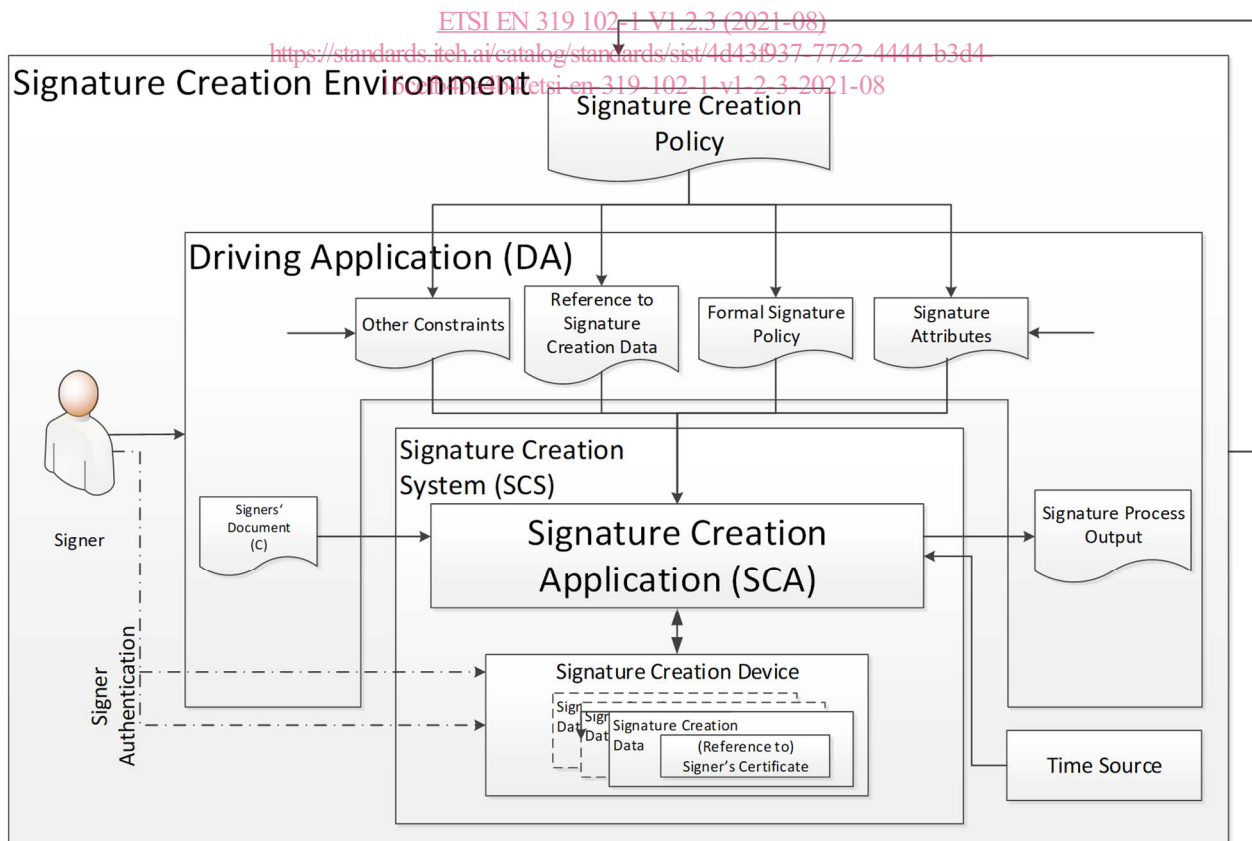 ETSI EN 319 102-1 V1.2.3 (2021-08)
https://standards.iteh.ai/catalog/standards/sist/4d43f937-7722-4444-b3d4-
etsi-en-319-102-1-v1-2-3-2021-08
Signature Creation Environment
Signature Creation
Policy
Driving Application (DA)
Other Constraints
Reference to
Signature
Creation Data
Formal Signature
Policy
Signature
Attributes
Signer
Signature Creation
System (SCS)
Signers‘
Document
(C)
Signature Creation
Application (SCA)
Signature Process
Output
Signer
Authentication
Signature Creation Device
Sign
Dat
Sign
Dat
Signature Creation
Data
(Reference to)
Signer's Certificate
Time Source